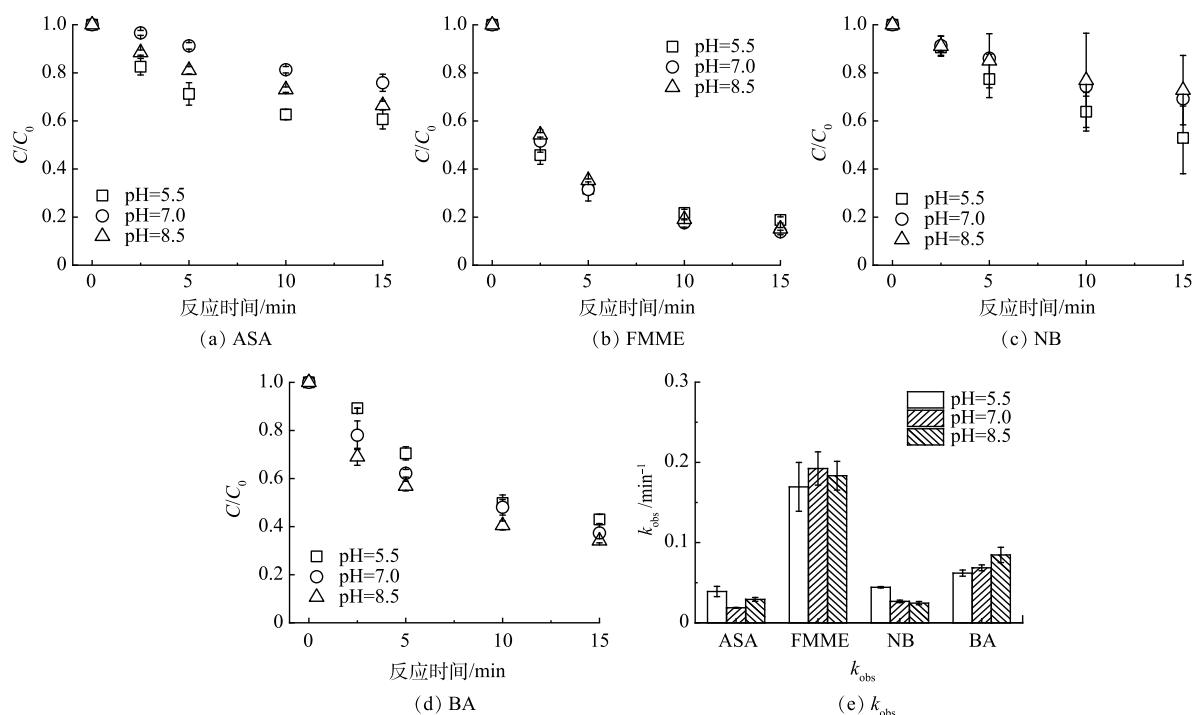 1.0
0.8
0.6
0.4
0.2
0
C/C₀
pH=5.5
pH=7.0
pH=8.5
0 5 10 15
反应时间/min
(a) ASA
1.0
0.8
0.6
0.4
0.2
0
C/C₀
pH=5.5
pH=7.0
pH=8.5
0 5 10 15
反应时间/min
(b) FMME
1.0
0.8
0.6
0.4
0.2
0
C/C₀
pH=5.5
pH=7.0
pH=8.5
0 5 10 15
反应时间/min
(c) NB
1.0
0.8
0.6
0.4
0.2
0
C/C₀
pH=5.5
pH=7.0
pH=8.5
0 5 10 15
反应时间/min
(d) BA
0.3
0.2
0.1
0
k_obs /min⁻¹
pH=5.5
pH=7.0
pH=8.5
ASA FMME NB BA
k_obs
(e) k_obs